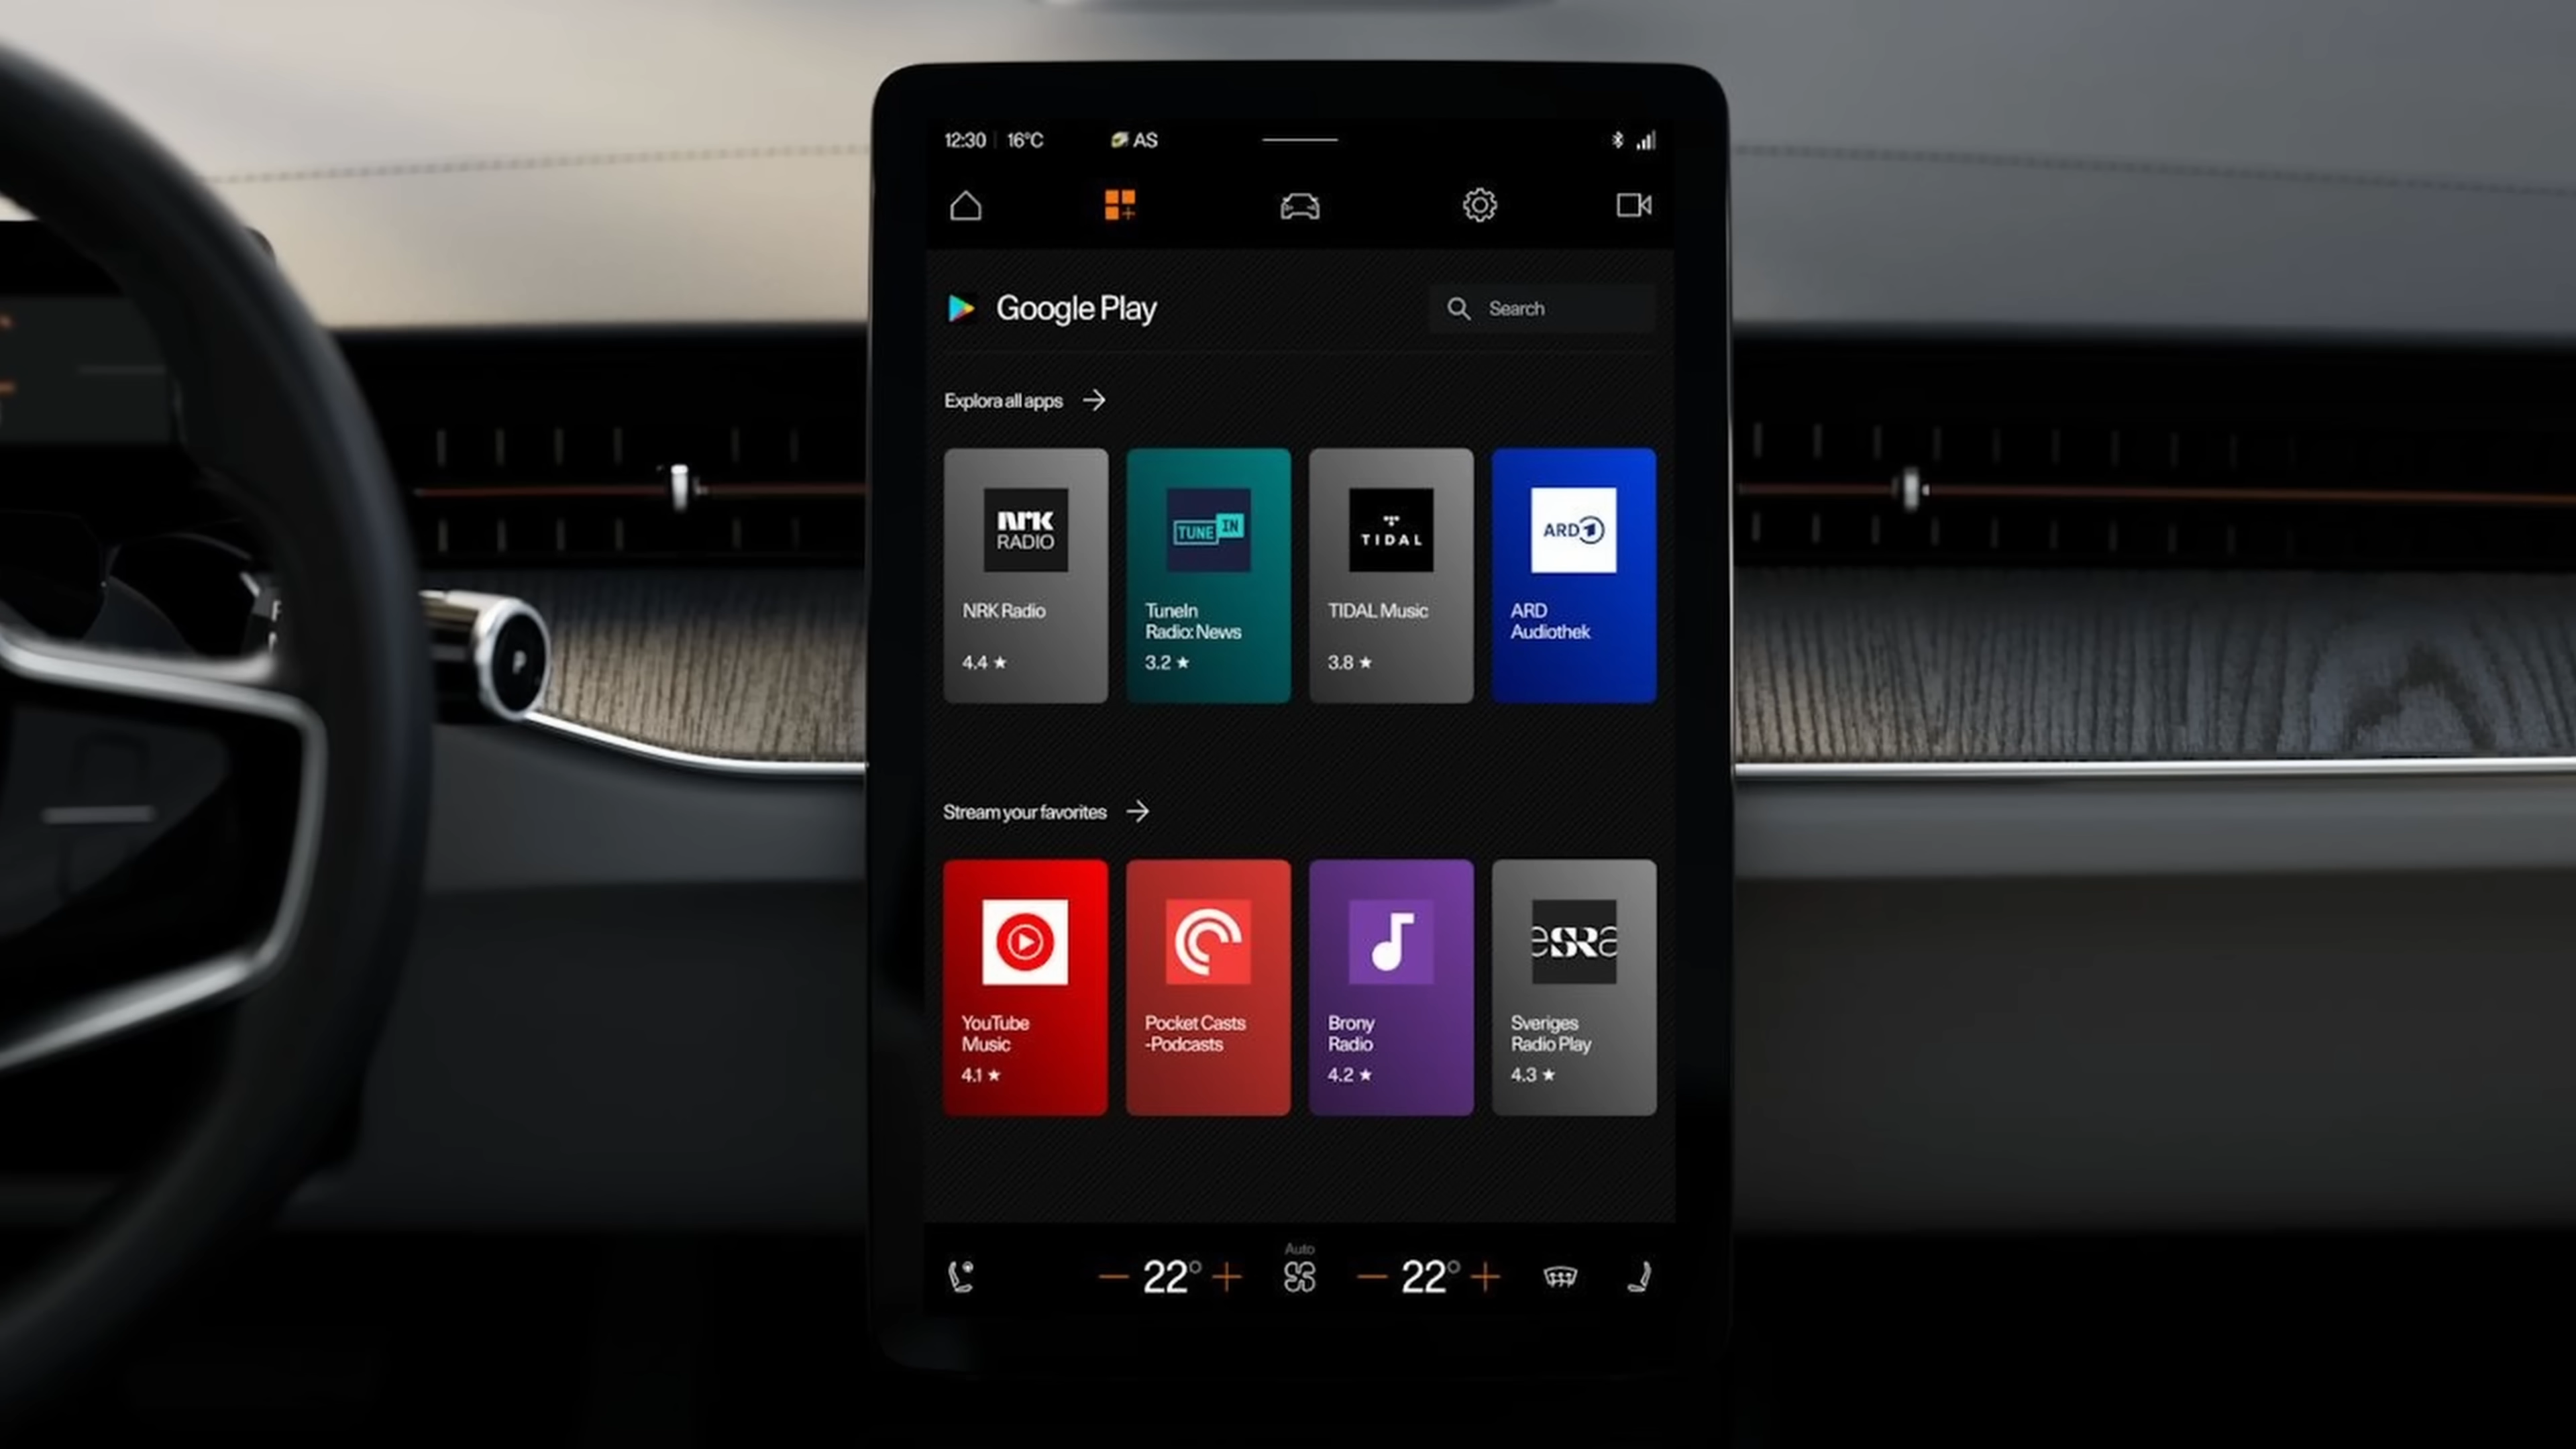 12:30 16°C AS
Google Play
Search
Explora all apps
nrk
RADIO
TUNE IN
TIDAL
ARD
NRK Radio
4.4 ★
TuneIn
Radio: News
3.2 ★
TIDAL Music
3.8 ★
ARD
Audiothek
Stream your favorites
eSRa
YouTube
Music
4.1 ★
Pocket Casts
-Podcasts
Brony
Radio
4.2 ★
Sveriges
Radio Play
4.3 ★
Auto
22° 22°
P